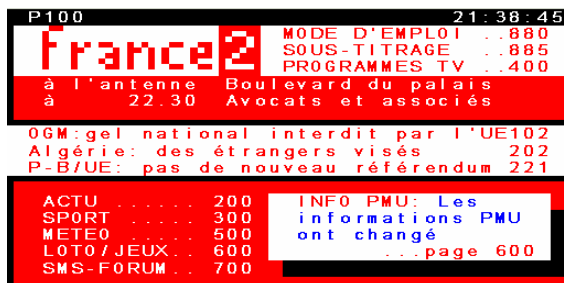 P100 21:38:45
france 2
MODE D'EMPLOI ..880
SOUS-TITRAGE ..885
PROGRAMMES TV ..400
à l'antenne Boulevard du palais
à 22.30 Avocats et associés
OGM:gel national interdit par l'UE102
Algérie: des étrangers visés 202
P-B/UE: pas de nouveau référendum 221
ACTU ...... 200
SPORT ..... 300
METEO ..... 500
LOTO/JEUX.. 600
SMS-FORUM.. 700
INFO PMU: Les
informations PMU
ont changé
...page 600